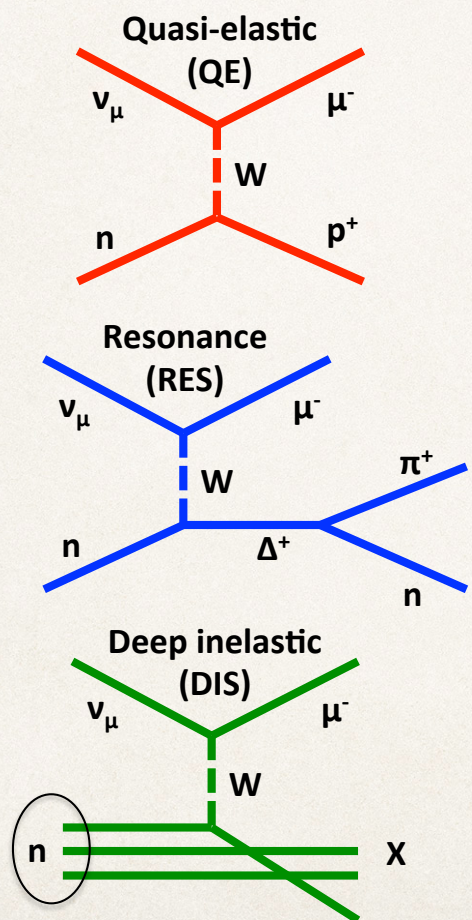 Quasi-elastic
(QE)
νμ
μ-
W
n
p+
Resonance
(RES)
νμ
μ-
W
π+
n
Δ+
n
Deep inelastic
(DIS)
νμ
μ-
W
n
X